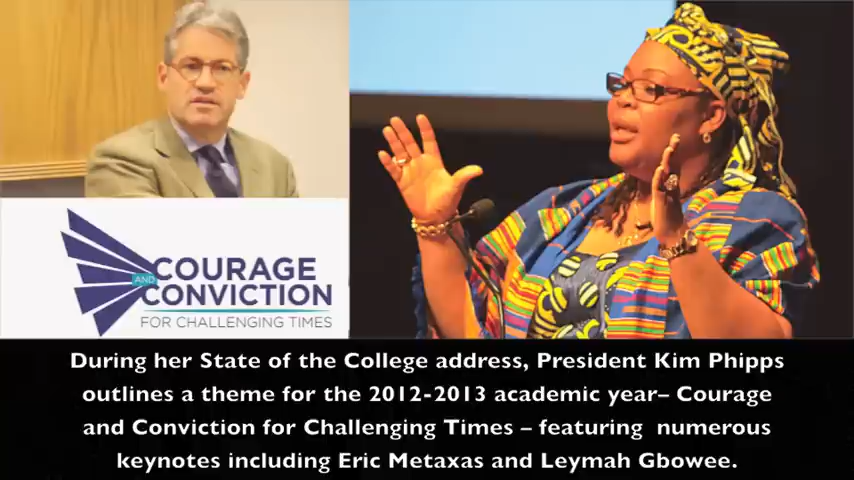 COURAGE
AND
CONVICTION
FOR CHALLENGING TIMES
During her State of the College address, President Kim Phipps
outlines a theme for the 2012-2013 academic year– Courage
and Conviction for Challenging Times – featuring numerous
keynotes including Eric Metaxas and Leymah Gbowee.